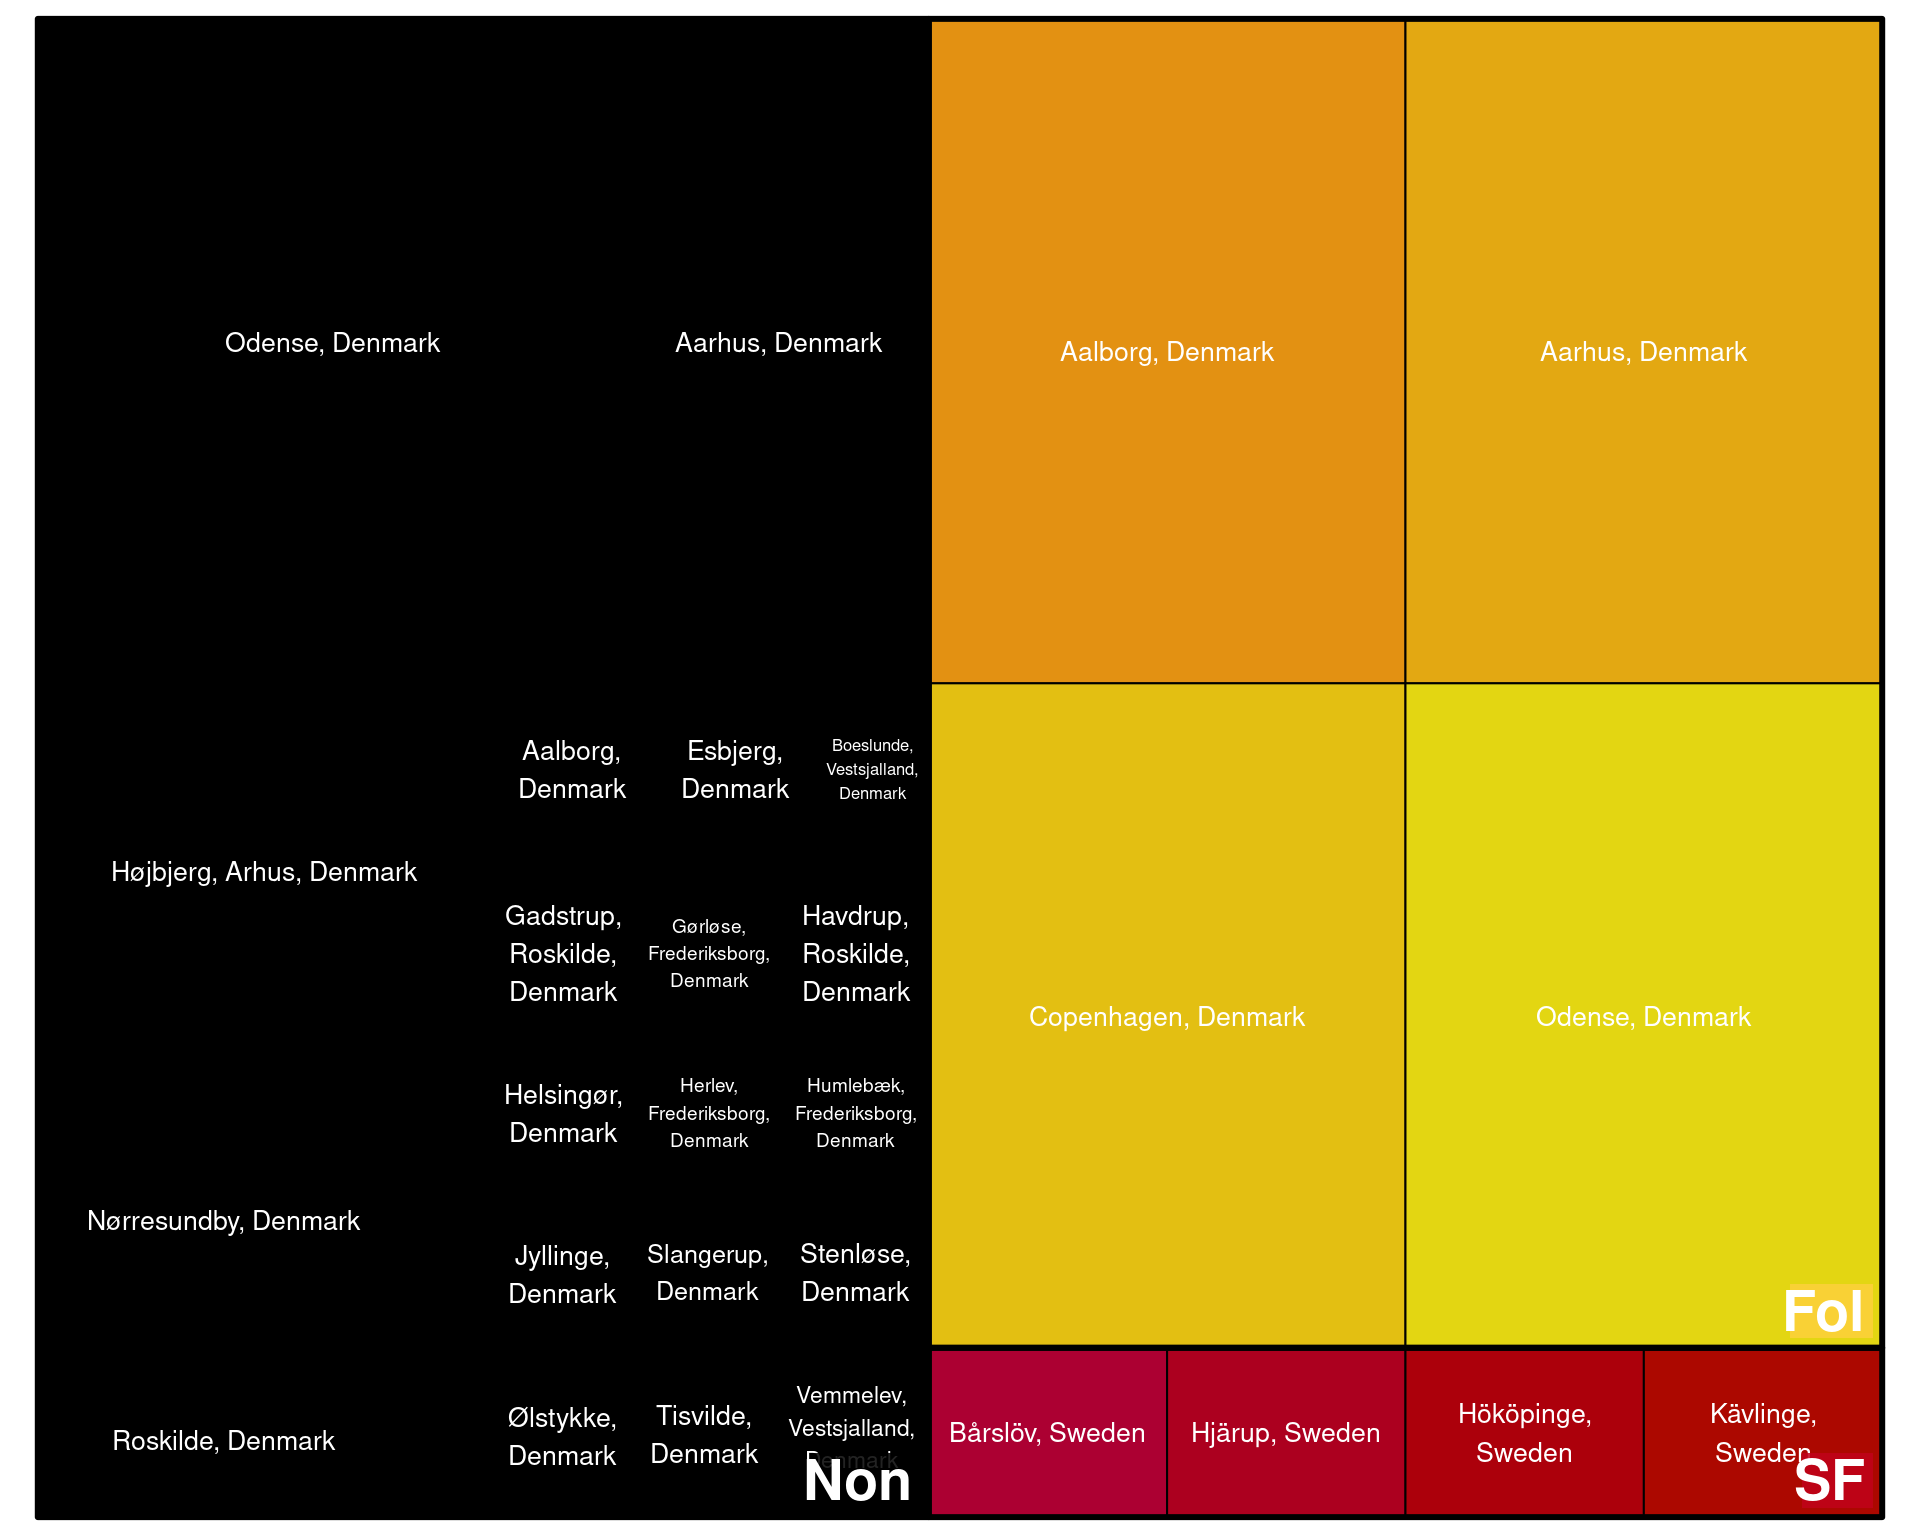 Odense, Denmark
Aarhus, Denmark
Aalborg, Denmark
Aarhus, Denmark
Aalborg,
Denmark
Esbjerg,
Denmark
Boeslunde,
Vestsjalland,
Denmark
Højbjerg, Arhus, Denmark
Gadstrup,
Roskilde,
Denmark
Gørløse,
Frederiksborg,
Denmark
Havdrup,
Roskilde,
Denmark
Copenhagen, Denmark
Odense, Denmark
Helsingør,
Denmark
Herlev,
Frederiksborg,
Denmark
Humlebæk,
Frederiksborg,
Denmark
Nørresundby, Denmark
Jyllinge,
Denmark
Slangerup,
Denmark
Stenløse,
Denmark
Fol
Roskilde, Denmark
Ølstykke,
Denmark
Tisvilde,
Denmark
Vemmelev,
Vestsjalland,
Denmark
Non
Bårslöv, Sweden
Hjärup, Sweden
Hököpinge,
Sweden
Kävlinge,
Sweden
SF